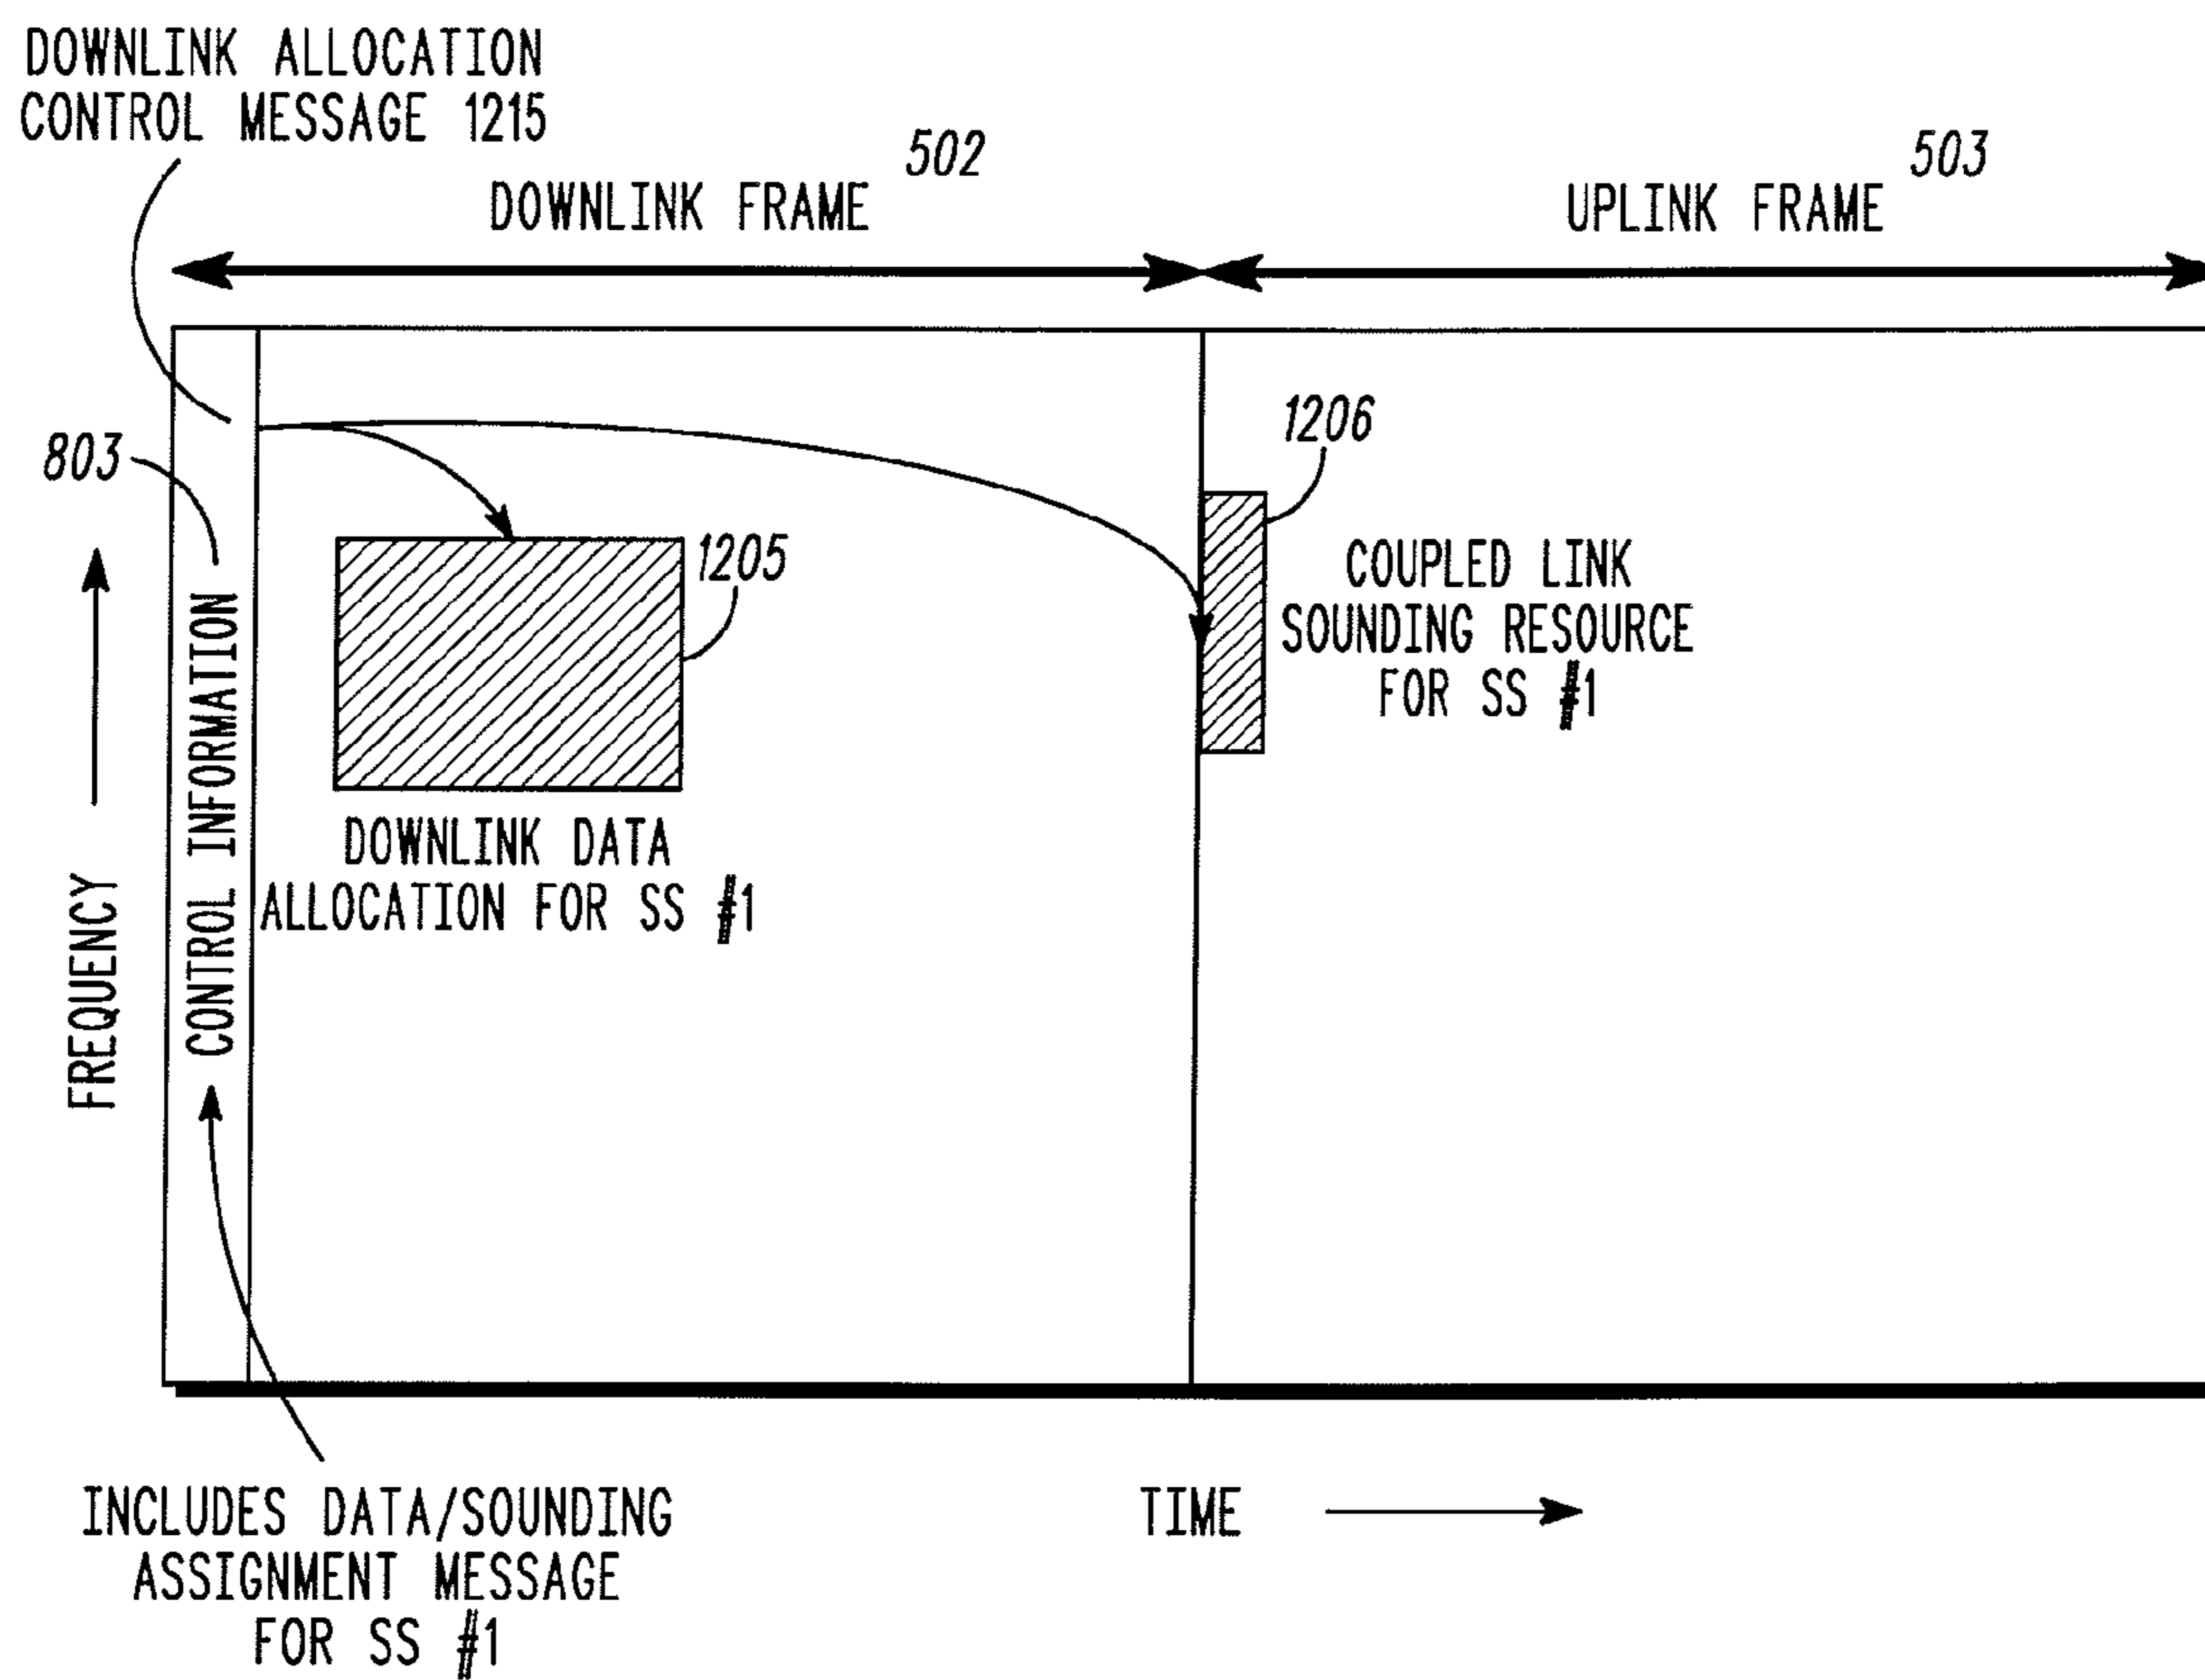 DOWNLINK ALLOCATION
CONTROL MESSAGE 1215
502
503
DOWNLINK FRAME
UPLINK FRAME
1206
803
1205
COUPLED LINK
SOUNDING RESOURCE
FOR SS #1
CONTROL INFORMATION
DOWNLINK DATA
ALLOCATION FOR SS #1
FREQUENCY
INCLUDES DATA/SOUNDING
ASSIGNMENT MESSAGE
FOR SS #1
TIME